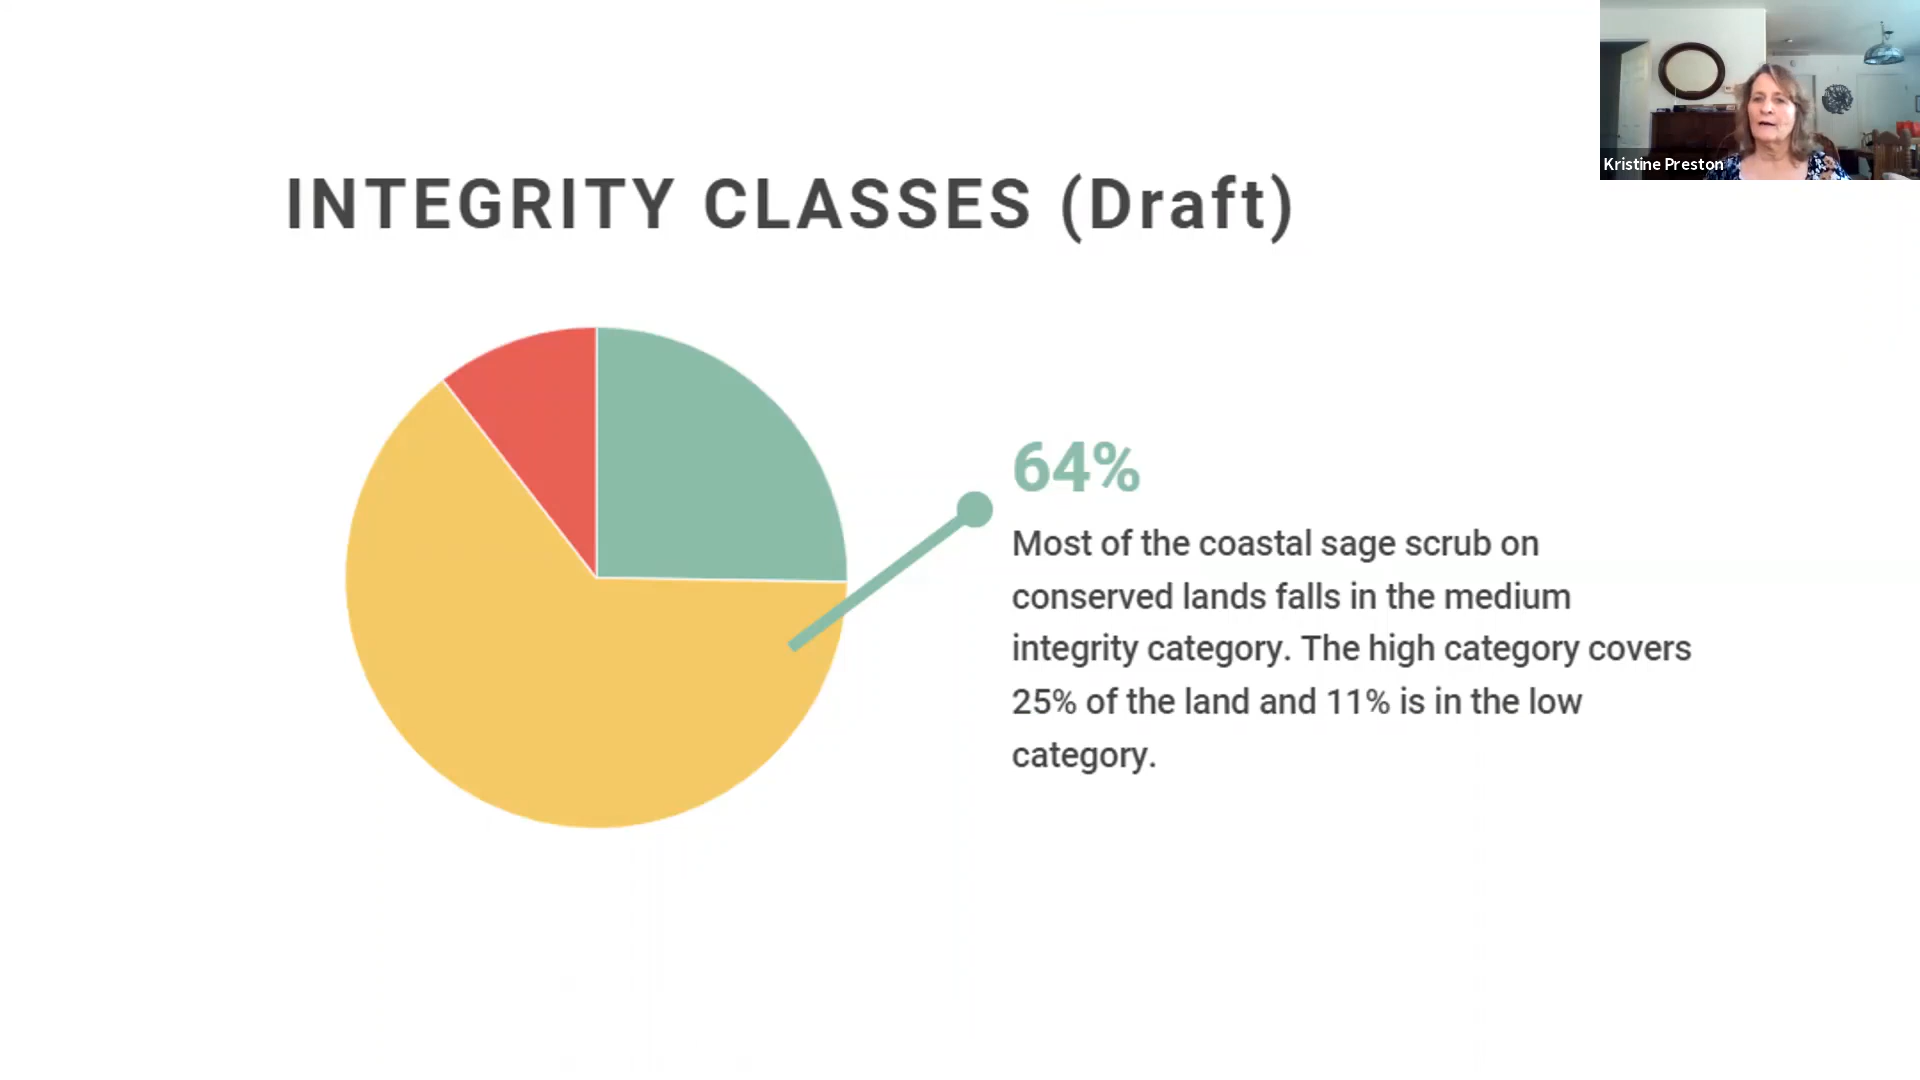 INTEGRITY CLASSES (Draft)
64%
Most of the coastal sage scrub on
conserved lands falls in the medium
integrity category. The high category covers
25% of the land and 11% is in the low
category.
Kristine Preston